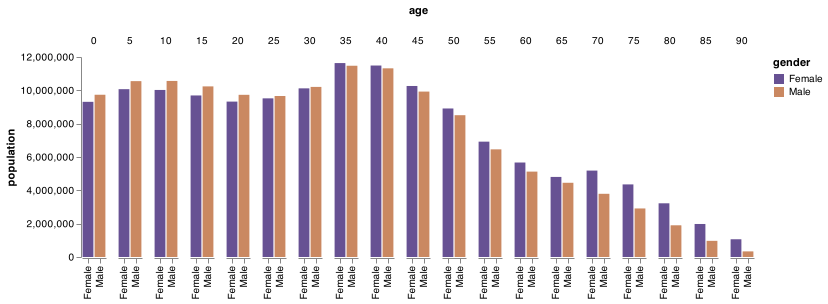 age
0 5 10 15 20 25 30 35 40 45 50 55 60 65 70 75 80 85 90
12,000,000
10,000,000
8,000,000
6,000,000
4,000,000
2,000,000
0
population
Female Male Female Male Female Male Female Male Female Male Female Male Female Male Female Male Female Male Female Male Female Male Female Male Female Male Female Male Female Male Female Male Female Male Female Male Female Male
gender
Female
Male